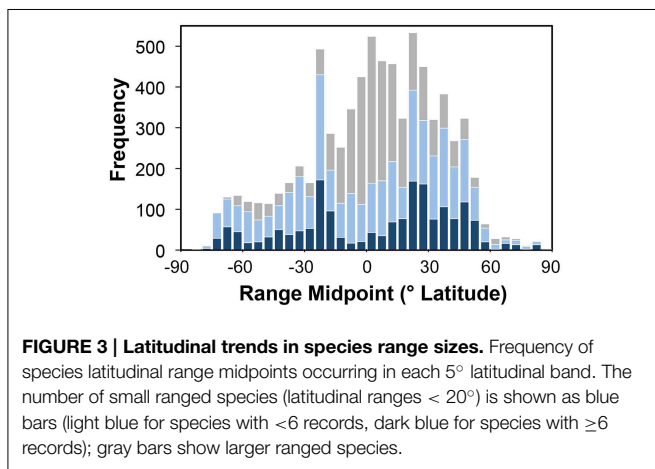 500
400
300
200
100
0
Frequency
-90 -60 -30 0 30 60 90
Range Midpoint (° Latitude)
FIGURE 3 | Latitudinal trends in species range sizes. Frequency of
species latitudinal range midpoints occurring in each 5° latitudinal band. The
number of small ranged species (latitudinal ranges < 20°) is shown as blue
bars (light blue for species with <6 records, dark blue for species with ≥6
records); gray bars show larger ranged species.